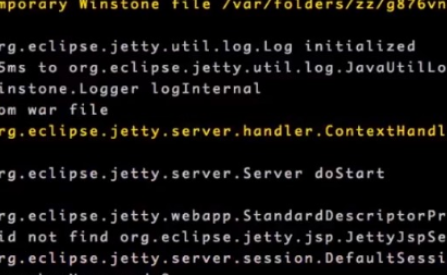 mporary Winstone file /var/folders/zz/g876vn
rg.eclipse.jetty.util.log.Log initialized
5ms to org.eclipse.jetty.util.log.JavaUtilLo
instone.Logger logInternal
om war file
rg.eclipse.jetty.server.handler.ContextHandl
rg.eclipse.jetty.server.Server doStart
rg.eclipse.jetty.webapp.StandardDescriptorPr
id not find org.eclipse.jetty.jsp.JettyJspSe
rg.eclipse.jetty.server.session.DefaultSessi